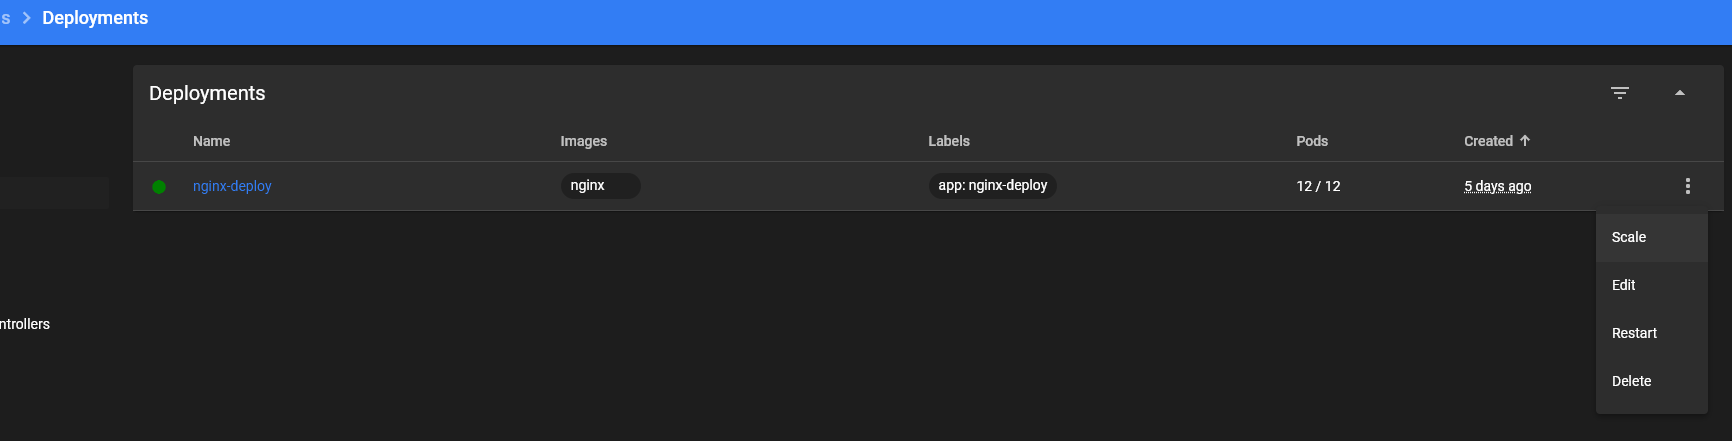 s > Deployments
Deployments
Name Images Labels Pods Created
nginx-deploy nginx app: nginx-deploy 12 / 12 5 days ago
Scale
Edit
ntrollers
Restart
Delete